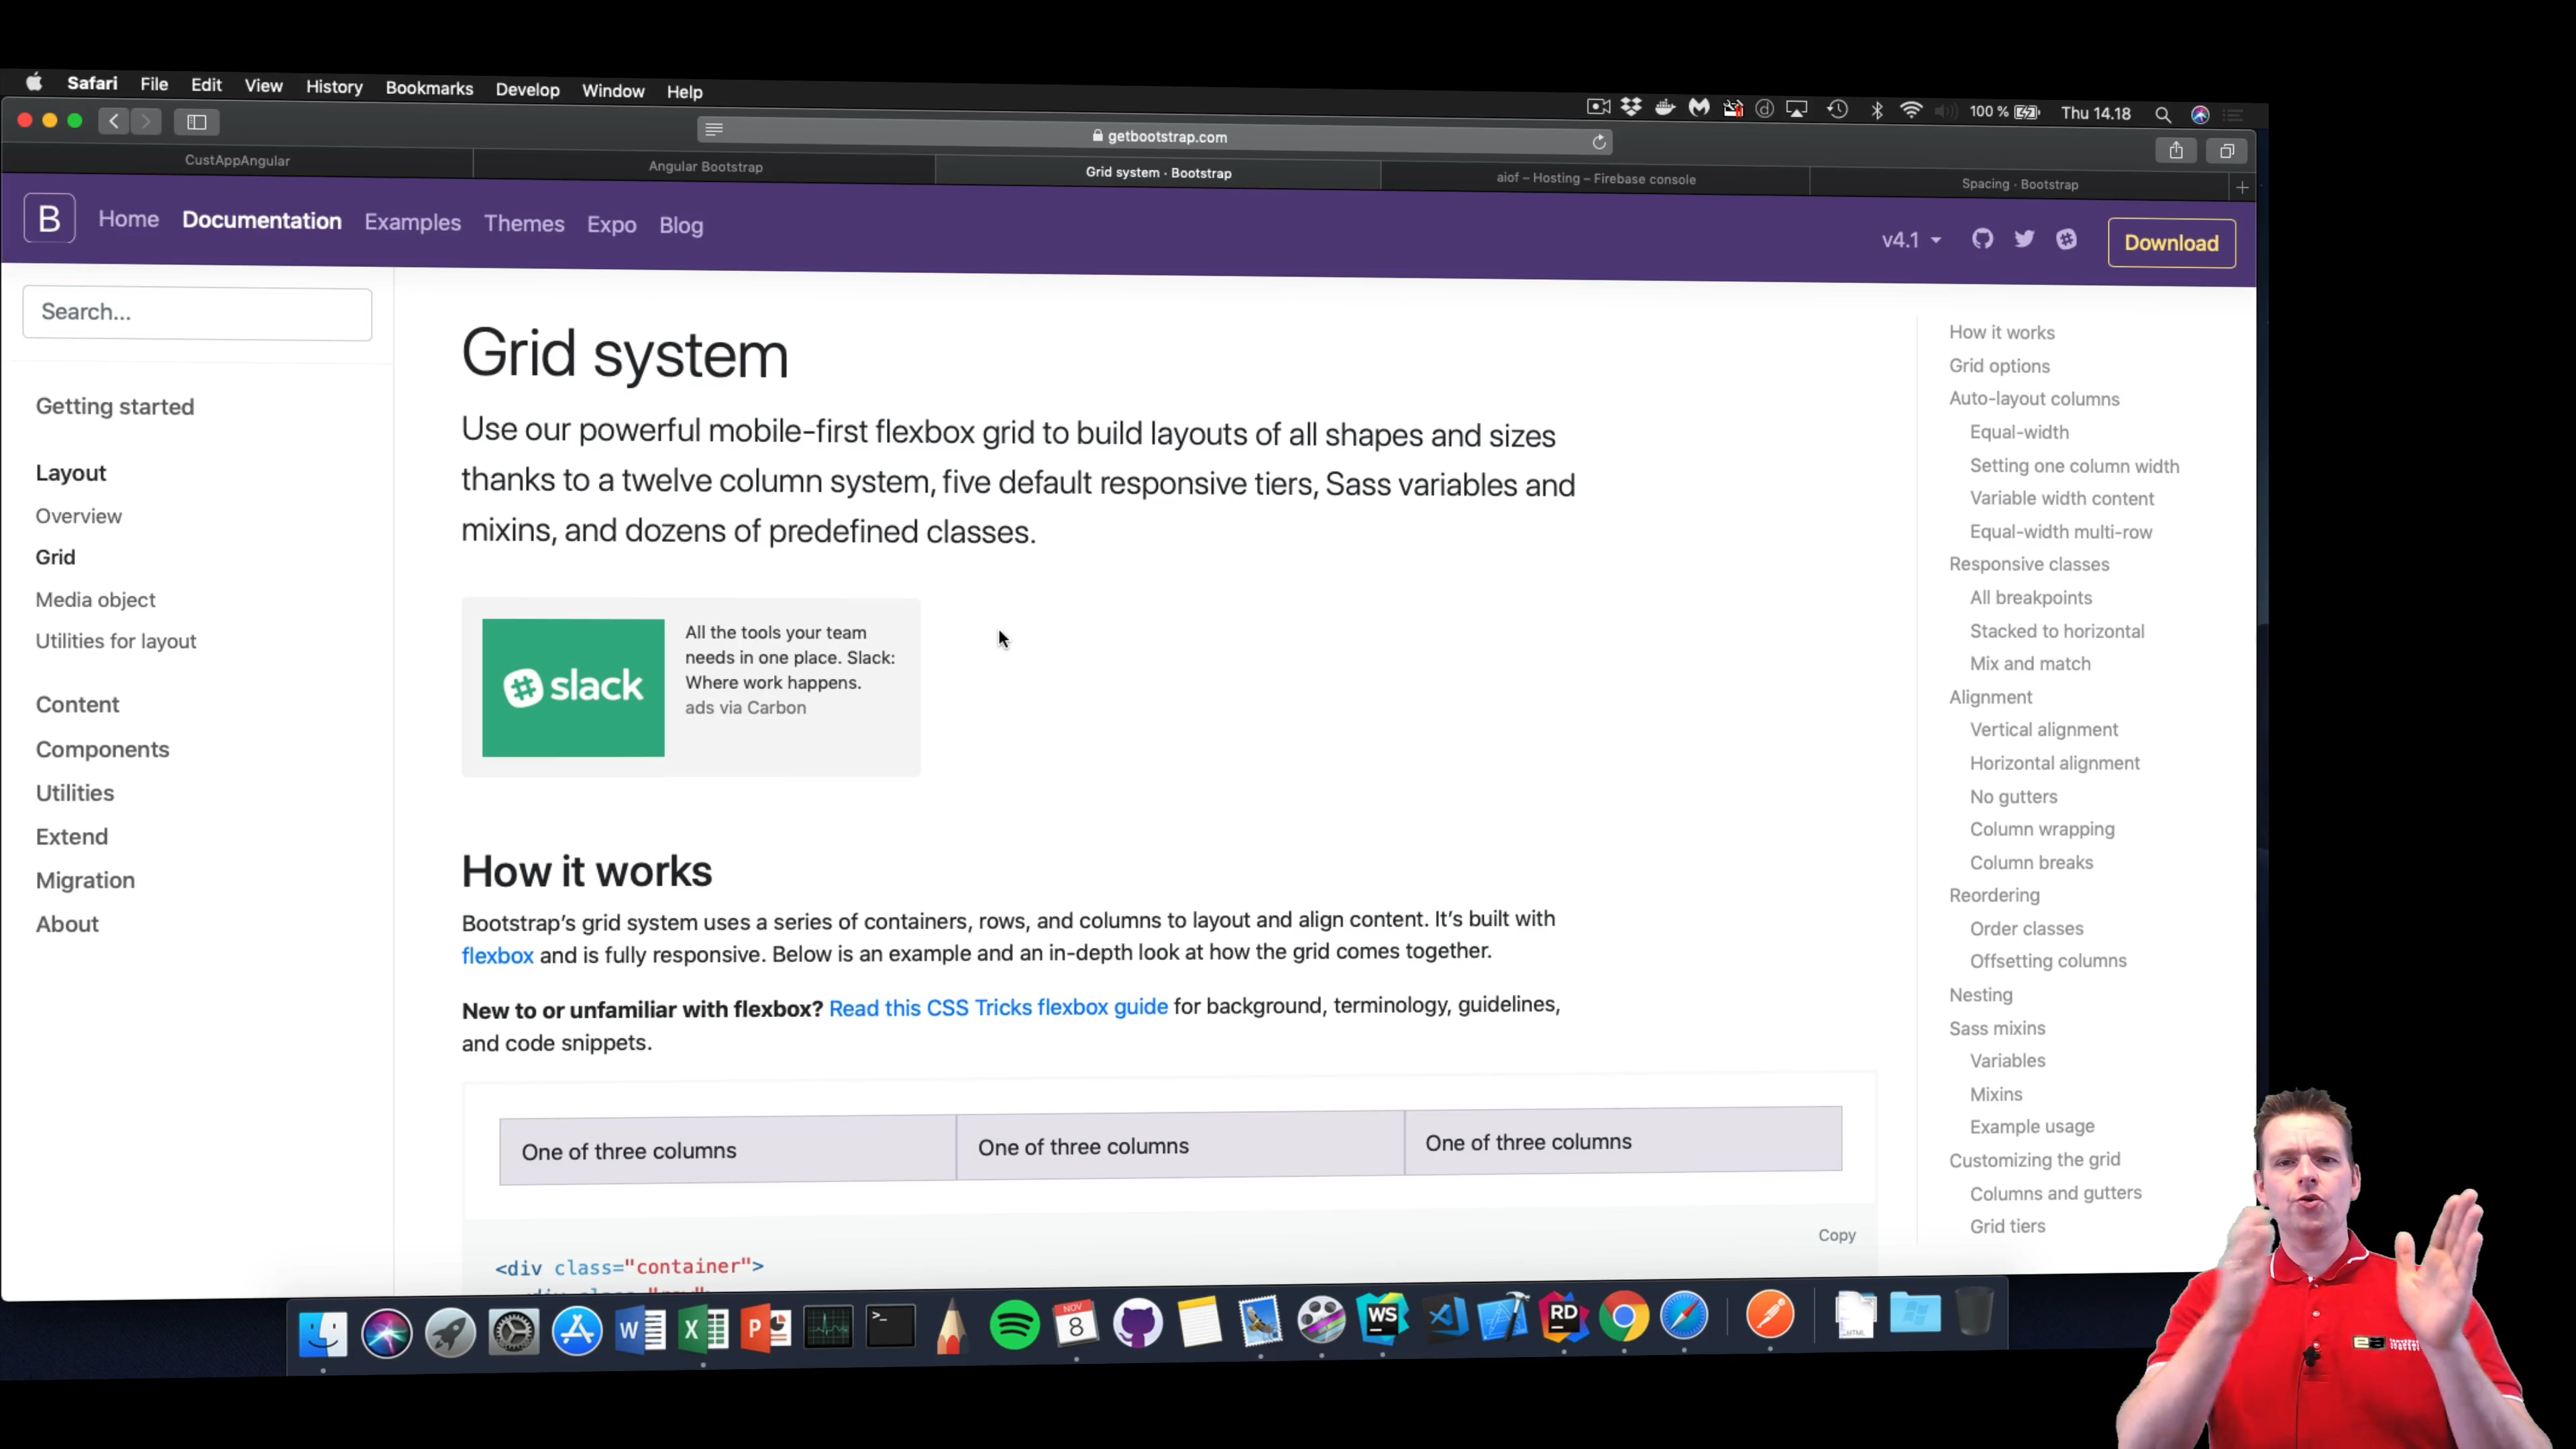 Safari File Edit View History Bookmarks Develop Window Help
100 % Thu 14.18
getbootstrap.com
CustAppAngular
Angular Bootstrap
Grid system · Bootstrap
aiof – Hosting – Firebase console
Spacing · Bootstrap
B Home Documentation Examples Themes Expo Blog
v4.1
Download
Search...
Getting started
Layout
Overview
Grid
Media object
Utilities for layout
Content
Components
Utilities
Extend
Migration
About
Grid system
Use our powerful mobile-first flexbox grid to build layouts of all shapes and sizes
thanks to a twelve column system, five default responsive tiers, Sass variables and
mixins, and dozens of predefined classes.
slack
All the tools your team
needs in one place. Slack:
Where work happens.
ads via Carbon
How it works
Bootstrap’s grid system uses a series of containers, rows, and columns to layout and align content. It’s built with
flexbox and is fully responsive. Below is an example and an in-depth look at how the grid comes together.
New to or unfamiliar with flexbox? Read this CSS Tricks flexbox guide for background, terminology, guidelines,
and code snippets.
One of three columns
One of three columns
One of three columns
Copy
<div class="container">
How it works
Grid options
Auto-layout columns
Equal-width
Setting one column width
Variable width content
Equal-width multi-row
Responsive classes
All breakpoints
Stacked to horizontal
Mix and match
Alignment
Vertical alignment
Horizontal alignment
No gutters
Column wrapping
Column breaks
Reordering
Order classes
Offsetting columns
Nesting
Sass mixins
Variables
Mixins
Example usage
Customizing the grid
Columns and gutters
Grid tiers
W
X
P
NOV
8
WS
RD
HTML